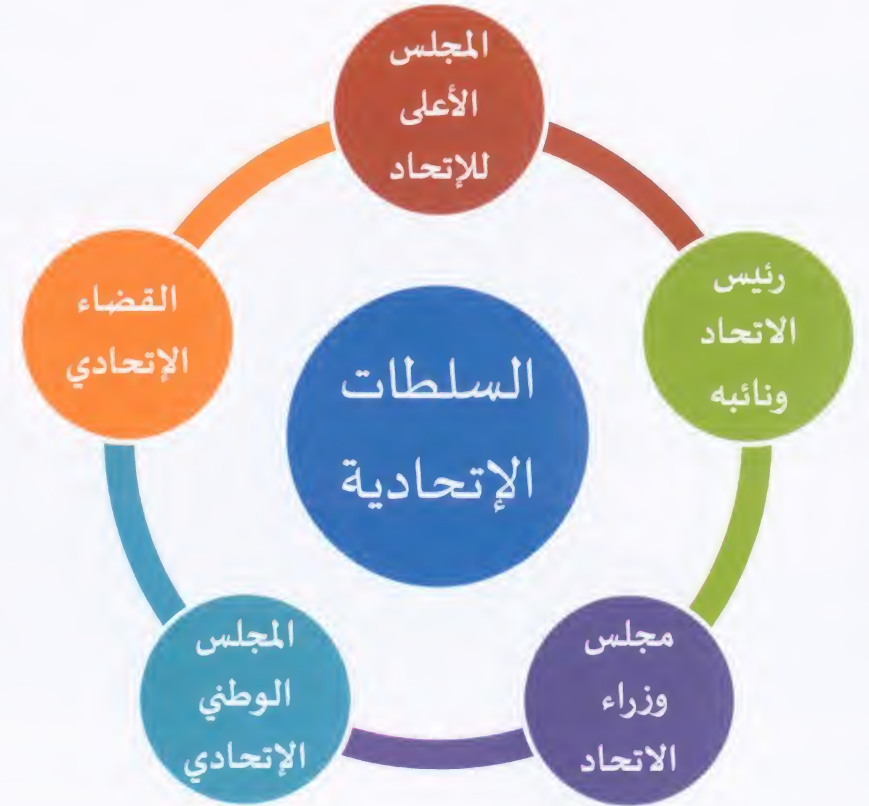 المجلس
الأعلى
للإتحاد
رئيس
الاتحاد
ونائبه
مجلس
وزراء
الاتحاد
المجلس
الوطني
الإتحادي
القضاء
الإتحادي
السلطات
الإتحادية